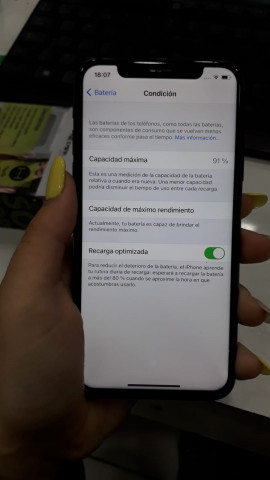 18:07
Batería
Condición
Las baterías de los teléfonos, como todas las baterías,
son componentes de consumo que se vuelven menos
eficaces conforme pasa el tiempo. Más información...
Capacidad máxima
91 %
Esta es una medición de la capacidad de la batería
relativa a cuando era nueva. Una menor capacidad
podría disminuir el tiempo de uso entre cada recarga.
Capacidad de máximo rendimiento
Actualmente, tu batería es capaz de brindar el
rendimiento máximo.
Recarga optimizada
Para reducir el deterioro de la batería, el iPhone aprende
tu rutina diaria de recarga; esperará a recargar la batería
a más del 80 % cuando se aproxime la hora en que
acostumbras usarlo.